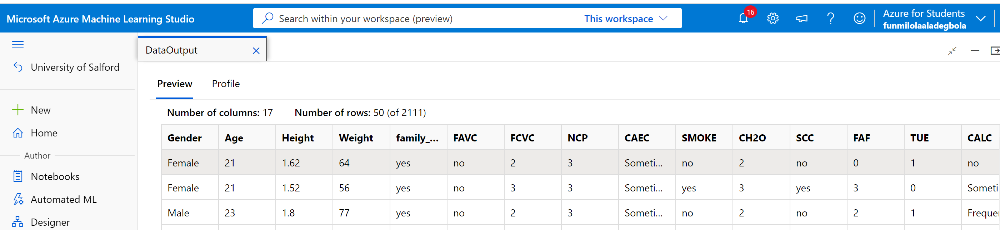 Microsoft Azure Machine Learning Studio
Search within your workspace (preview)
This workspace
16
Azure for Students
funmilolaaladegbola
University of Salford
New
Home
Author
Notebooks
Automated ML
Designer
DataOutput
Preview Profile
Number of columns: 17 Number of rows: 50 (of 2111)
Gender Age Height Weight family_... FAVC FCVC NCP CAEC SMOKE CH2O SCC FAF TUE CALC
Female 21 1.62 64 yes no 2 3 Someti... no 2 no 0 1 no
Female 21 1.52 56 yes no 3 3 Someti... yes 3 yes 3 0 Someti
Male 23 1.8 77 yes no 2 3 Someti... no 2 no 2 1 Freque